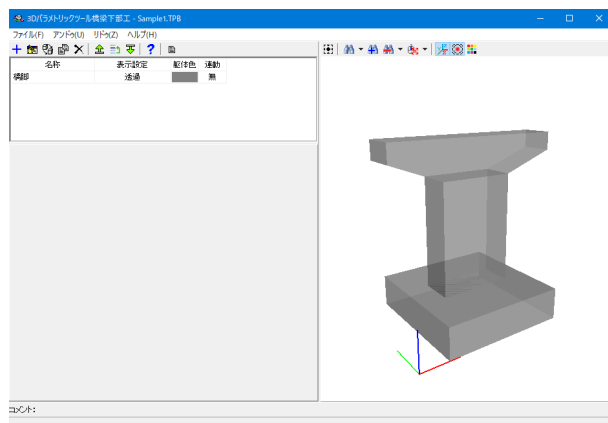 3Dパラメトリックツール橋梁下部工 - Sample1.TPB
ファイル(F) アンドゥ(U) リドゥ(Z) ヘルプ(H)
名称 表示設定 躯体色 連動
橋脚 透過 無
コメント: